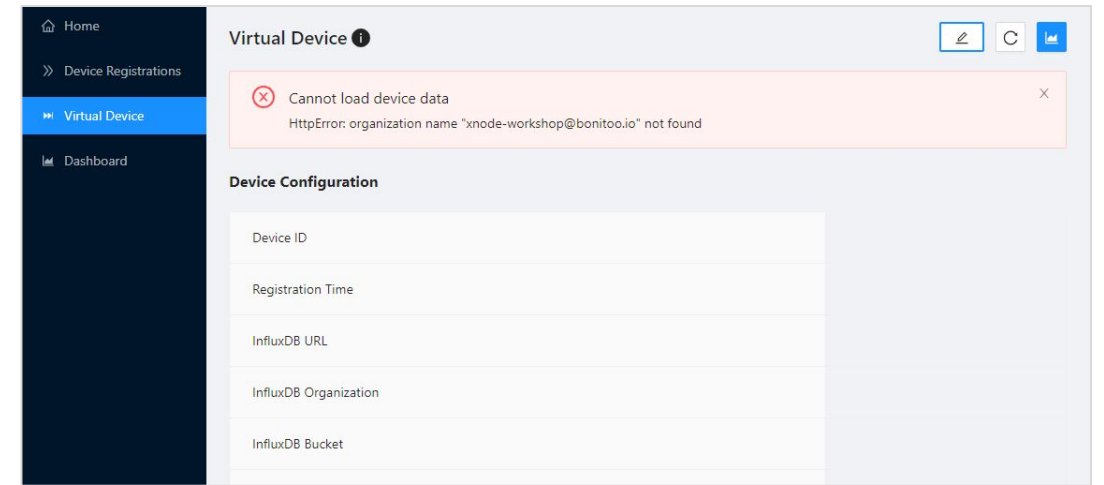 Home
Device Registrations
Virtual Device
Dashboard
Virtual Device
Cannot load device data
HttpError: organization name "xnode-workshop@bonitoo.io" not found
Device Configuration
Device ID
Registration Time
InfluxDB URL
InfluxDB Organization
InfluxDB Bucket